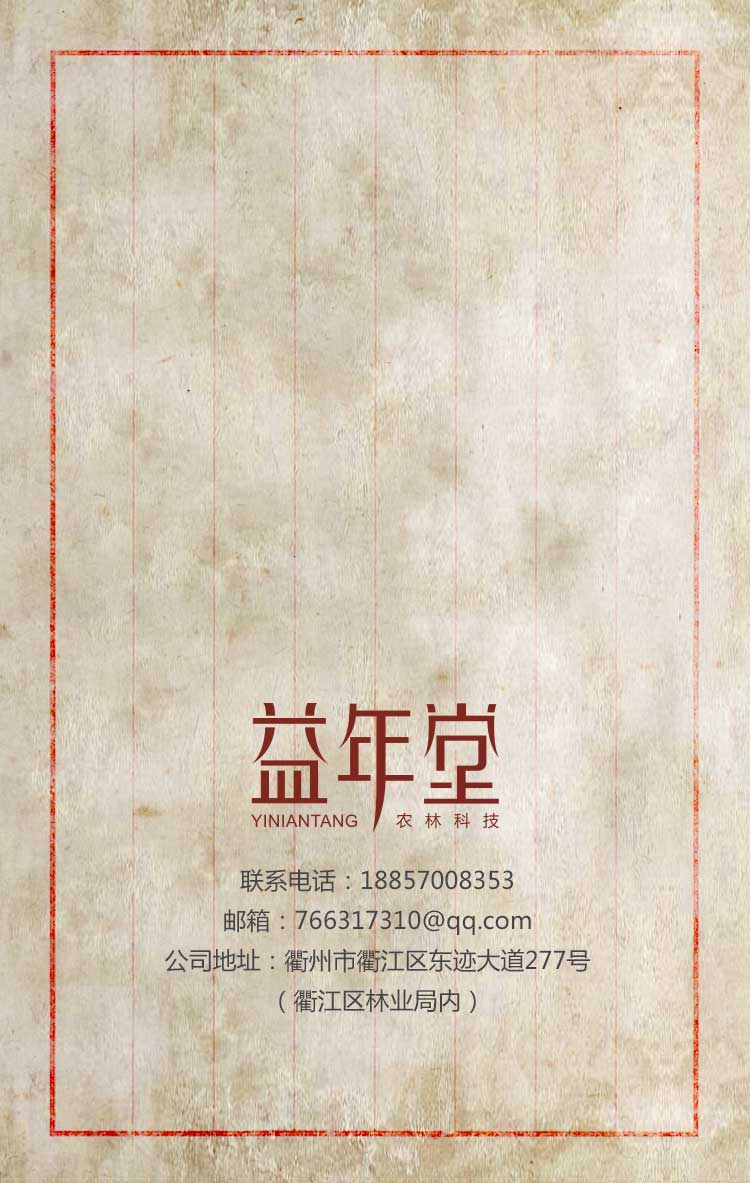 益年堂
YINIANTANG 农林科技
联系电话：18857008353
邮箱：766317310@qq.com
公司地址：衢州市衢江区东迹大道277号
（衢江区林业局内）